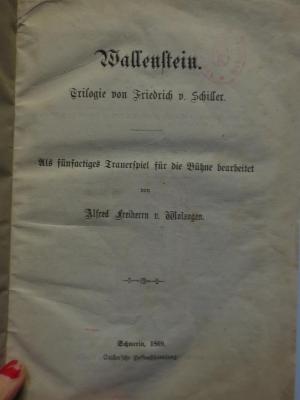 Wallenstein.
Trilogie von Friedrich v. Schiller.
Als fünfactiges Trauerspiel für die Bühne bearbeitet
von
Alfred Freiherrn v. Wolzogen.
Schwerin, 1869.